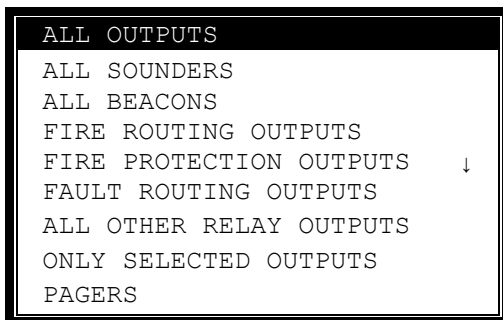 ALL OUTPUTS
ALL SOUNDERS
ALL BEACONS
FIRE ROUTING OUTPUTS
FIRE PROTECTION OUTPUTS ↓
FAULT ROUTING OUTPUTS
ALL OTHER RELAY OUTPUTS
ONLY SELECTED OUTPUTS
PAGERS